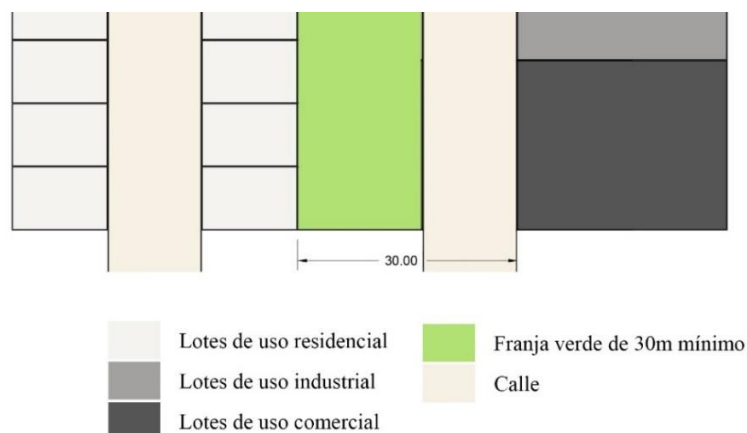 30.00
Lotes de uso residencial
Lotes de uso industrial
Lotes de uso comercial
Franja verde de 30m mínimo
Calle